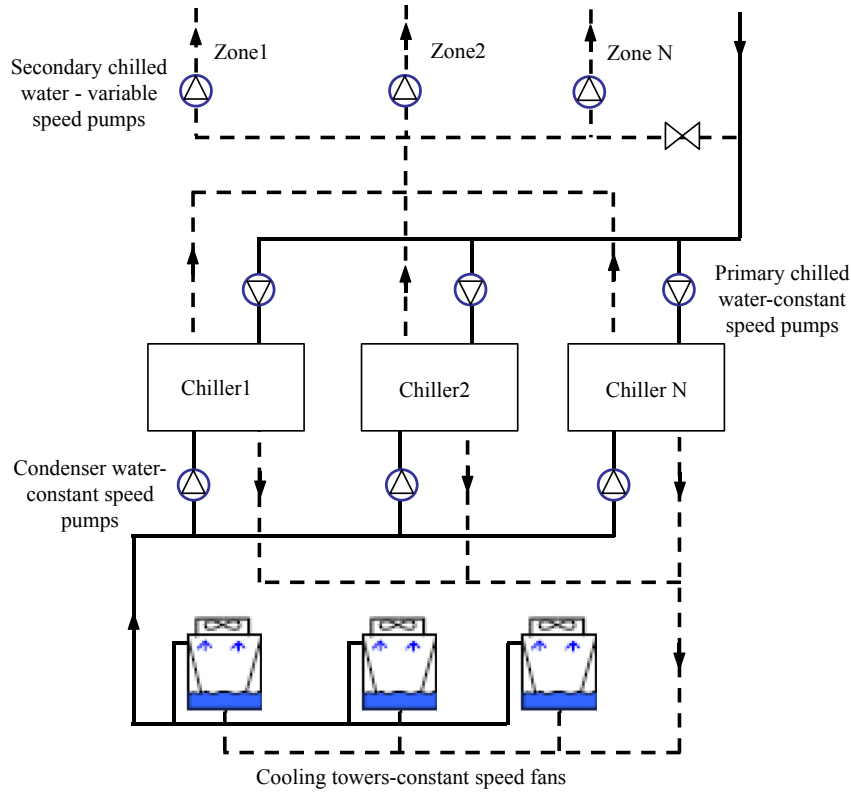 Zone1
Zone2
Zone N
Secondary chilled
water - variable
speed pumps
Primary chilled
water-constant
speed pumps
Chiller1
Chiller2
Chiller N
Condenser water-
constant speed
pumps
Cooling towers-constant speed fans